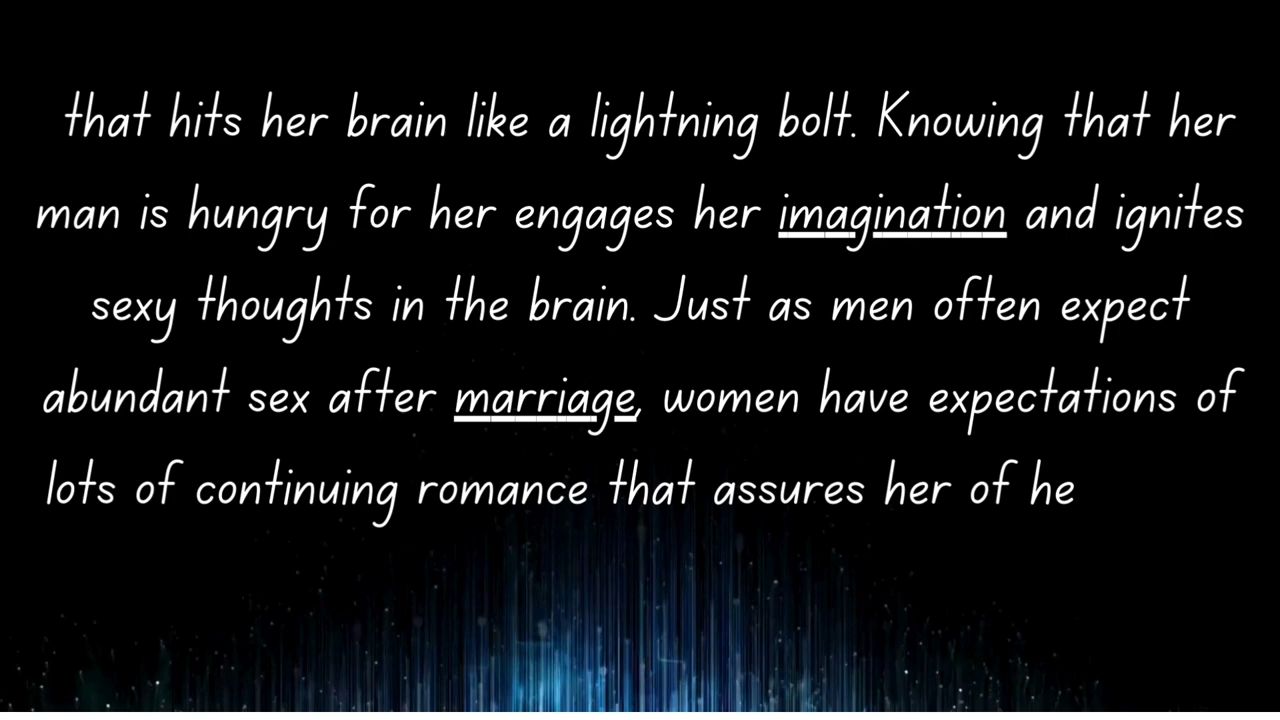 that hits her brain like a lightning bolt. Knowing that her
man is hungry for her engages her imagination and ignites
sexy thoughts in the brain. Just as men often expect
abundant sex after marriage, women have expectations of
lots of continuing romance that assures her of he